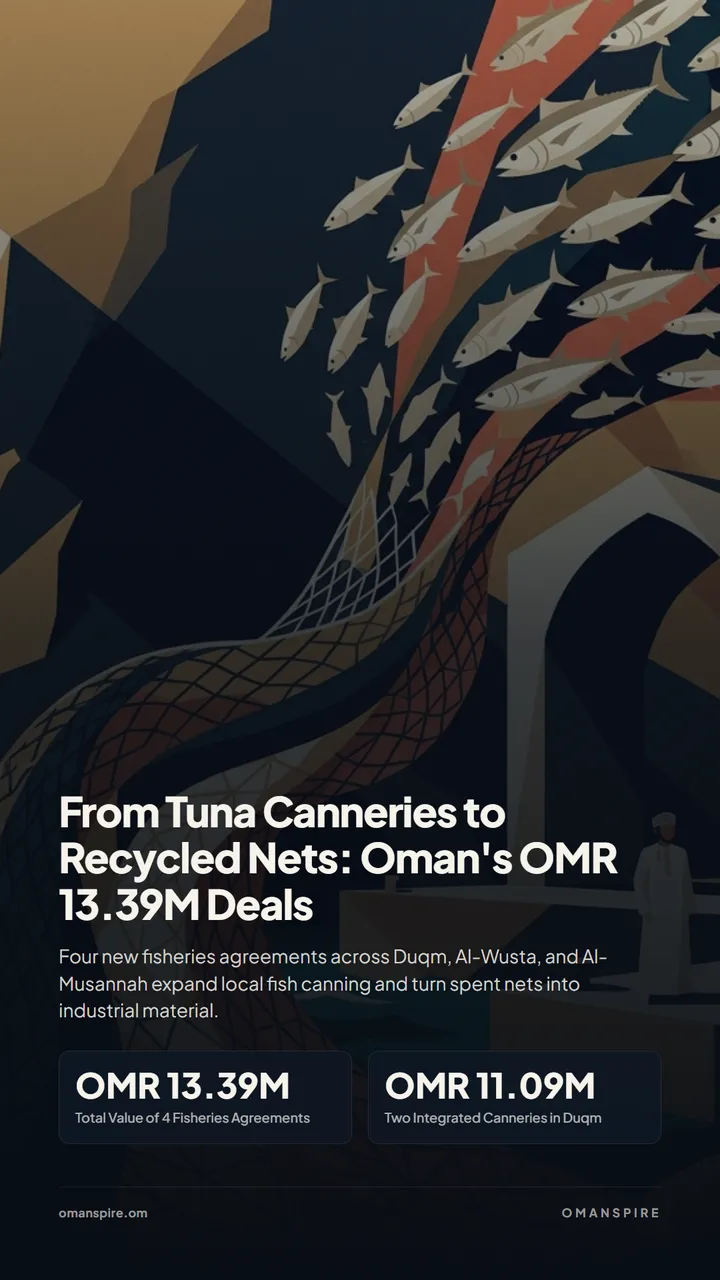 From Tuna Canneries to
Recycled Nets: Oman's OMR
13.39M Deals
Four new fisheries agreements across Duqm, Al-Wusta, and Al-
Musannah expand local fish canning and turn spent nets into
industrial material.
OMR 13.39M
Total Value of 4 Fisheries Agreements
OMR 11.09M
Two Integrated Canneries in Duqm
omanspire.om
OMANSPIRE